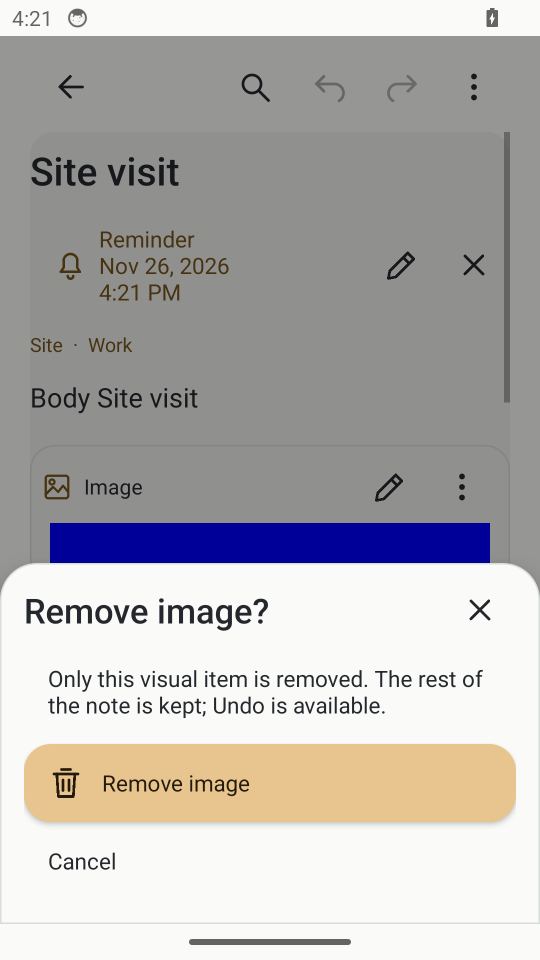 4:21
Site visit
Reminder
Nov 26, 2026
4:21 PM
Site · Work
Body Site visit
Image
Remove image?
Only this visual item is removed. The rest of
the note is kept; Undo is available.
Remove image
Cancel